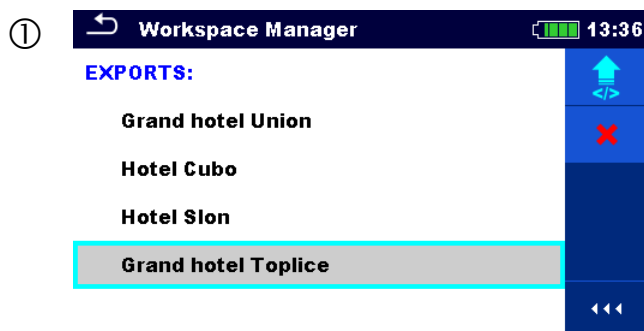 ①
Workspace Manager 13:36
EXPORTS:
</>
Grand hotel Union
Hotel Cubo
Hotel Slon
Grand hotel Toplice